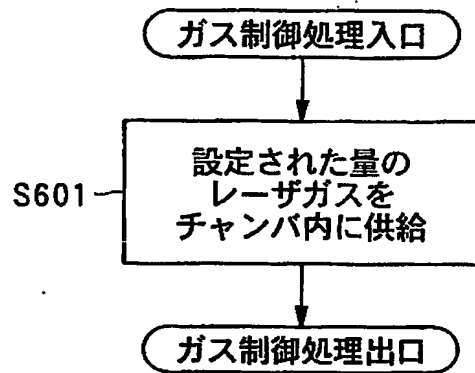 ガス制御処理入口
S601
設定された量の
レーザガスを
チャンバ内に供給
ガス制御処理出口